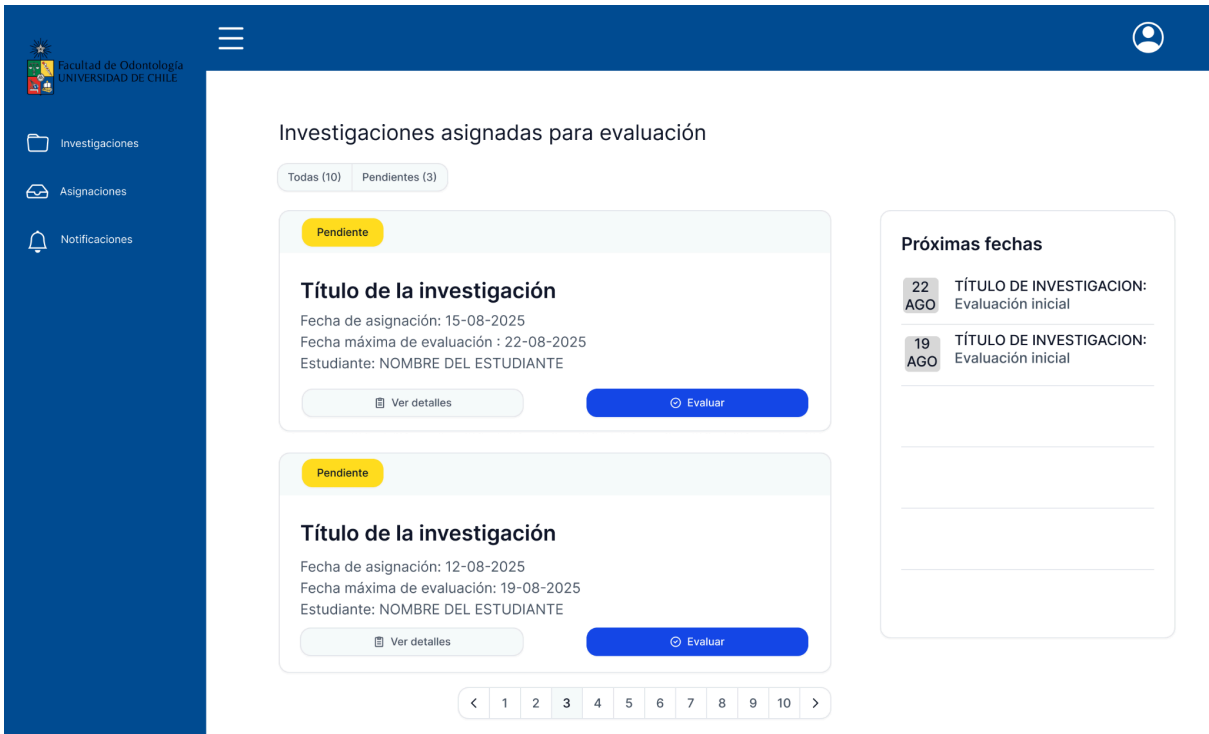 Facultad de Odontología
UNIVERSIDAD DE CHILE
Investigaciones
Asignaciones
Notificaciones
Investigaciones asignadas para evaluación
Todas (10) Pendientes (3)
Pendiente
Título de la investigación
Fecha de asignación: 15-08-2025
Fecha máxima de evaluación : 22-08-2025
Estudiante: NOMBRE DEL ESTUDIANTE
Ver detalles Evaluar
Pendiente
Título de la investigación
Fecha de asignación: 12-08-2025
Fecha máxima de evaluación: 19-08-2025
Estudiante: NOMBRE DEL ESTUDIANTE
Ver detalles Evaluar
< 1 2 3 4 5 6 7 8 9 10 >
Próximas fechas
22 AGO
TÍTULO DE INVESTIGACION:
Evaluación inicial
19 AGO
TÍTULO DE INVESTIGACION:
Evaluación inicial